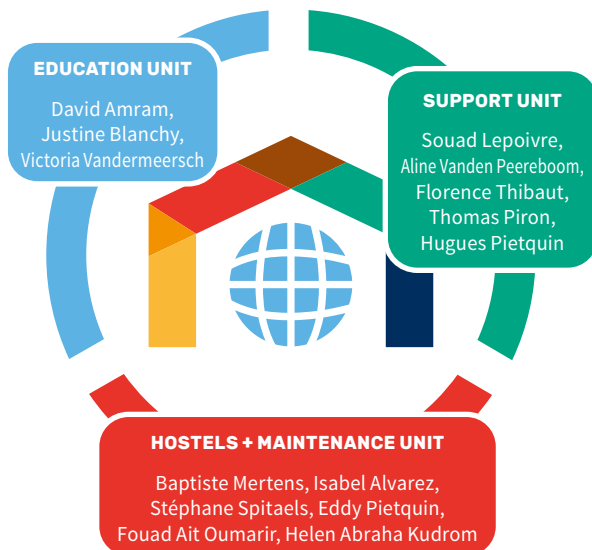 EDUCATION UNIT
David Amram,
Justine Blanchy,
Victoria Vandermeersch
SUPPORT UNIT
Souad Lepoivre,
Aline Vanden Peereboom,
Florence Thibaut,
Thomas Piron,
Hugues Pietquin
HOSTELS + MAINTENANCE UNIT
Baptiste Mertens, Isabel Alvarez,
Stéphane Spitaels, Eddy Pietquin,
Fouad Ait Oumarir, Helen Abraha Kudrom